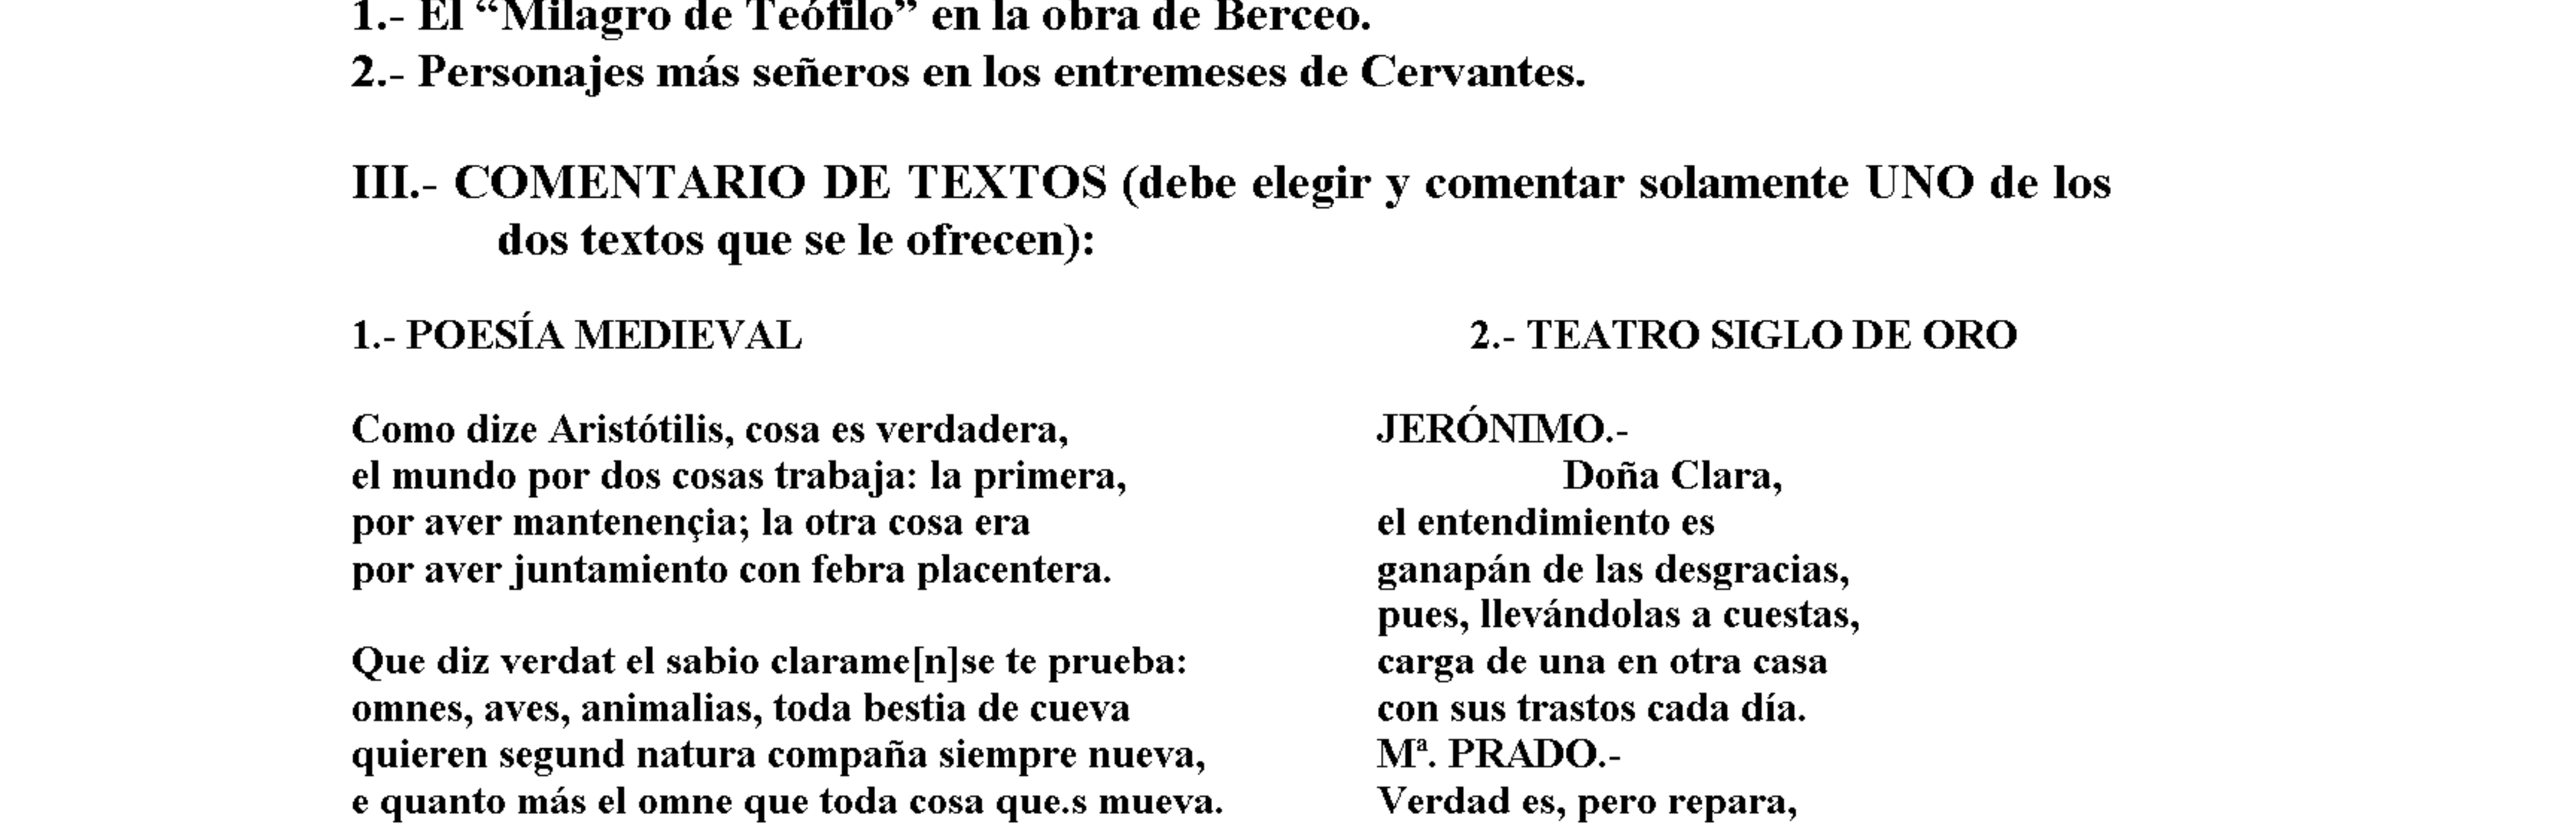 1.- El “Milagro de Teófilo” en la obra de Berceo.
2.- Personajes más señeros en los entremeses de Cervantes.
III.- COMENTARIO DE TEXTOS (debe elegir y comentar solamente UNO de los
dos textos que se le ofrecen):
1.- POESÍA MEDIEVAL
Como dize Aristótilis, cosa es verdadera,
el mundo por dos cosas trabaja: la primera,
por aver mantenençia; la otra cosa era
por aver juntamiento con febra placentera.
Que diz verdat el sabio clarame[n]se te prueba:
omnes, aves, animalias, toda bestia de cueva
quieren segund natura compaña siempre nueva,
e quanto más el omne que toda cosa que.s mueva.
2.- TEATRO SIGLO DE ORO
JERÓNIMO.-
Doña Clara,
el entendimiento es
ganapán de las desgracias,
pues, llevándolas a cuestas,
carga de una en otra casa
con sus trastos cada día.
Mª. PRADO.-
Verdad es, pero repara,